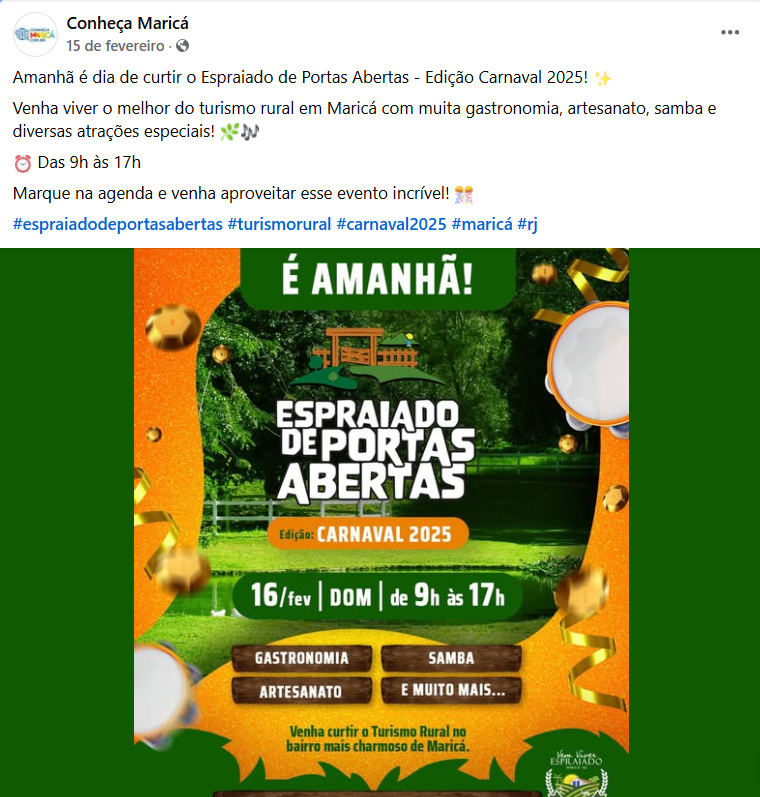 Conheça Maricá
15 de fevereiro ·
Amanhã é dia de curtir o Espraiado de Portas Abertas - Edição Carnaval 2025! ✨
Venha viver o melhor do turismo rural em Maricá com muita gastronomia, artesanato, samba e
diversas atrações especiais! 🌿🎶
⏰ Das 9h às 17h
Marque na agenda e venha aproveitar esse evento incrível! 👯
#espraiadodeportasabertas #turismorural #carnaval2025 #maricá #rj
É AMANHÃ!
ESPRAIADO
DE PORTAS
ABERTAS
Edição: CARNAVAL 2025
16/fev | DOM | de 9h às 17h
GASTRONOMIA
SAMBA
ARTESANATO
E MUITO MAIS...
Venha curtir o Turismo Rural no
bairro mais charmoso de Maricá.
Vem Viver
ESPRAIADO